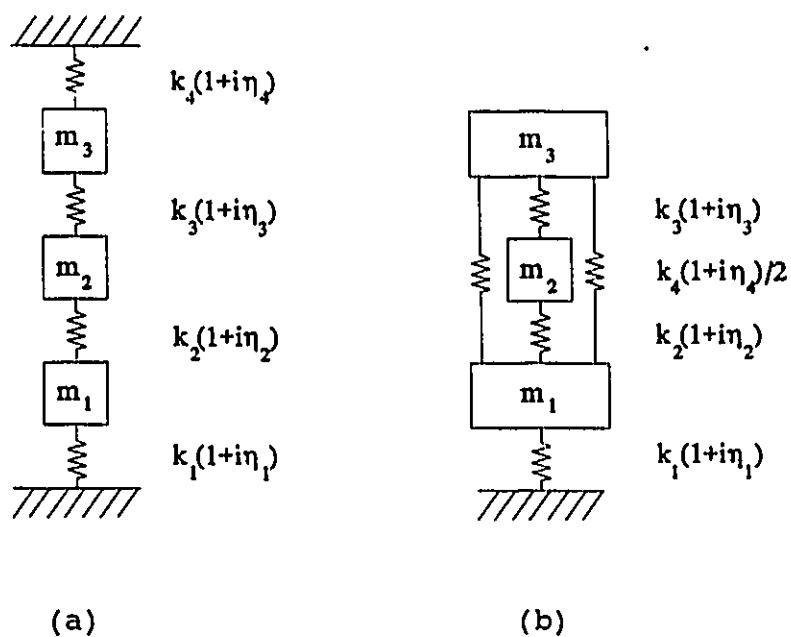 k₄(1+iη₄)
m₃
k₃(1+iη₃)
m₂
k₂(1+iη₂)
m₁
k₁(1+iη₁)
(a)
m₃
k₃(1+iη₃)
m₂
k₄(1+iη₄)/2
k₂(1+iη₂)
m₁
k₁(1+iη₁)
(b)